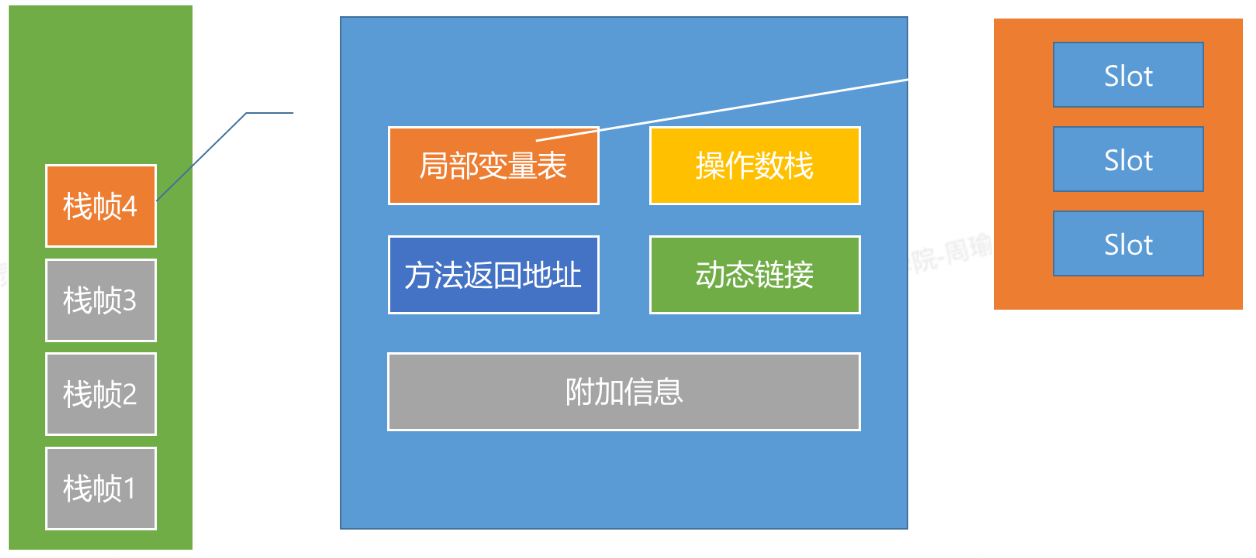 栈帧4
栈帧3
栈帧2
栈帧1
局部变量表
操作数栈
方法返回地址
动态链接
附加信息
Slot
Slot
Slot
院-周瑜